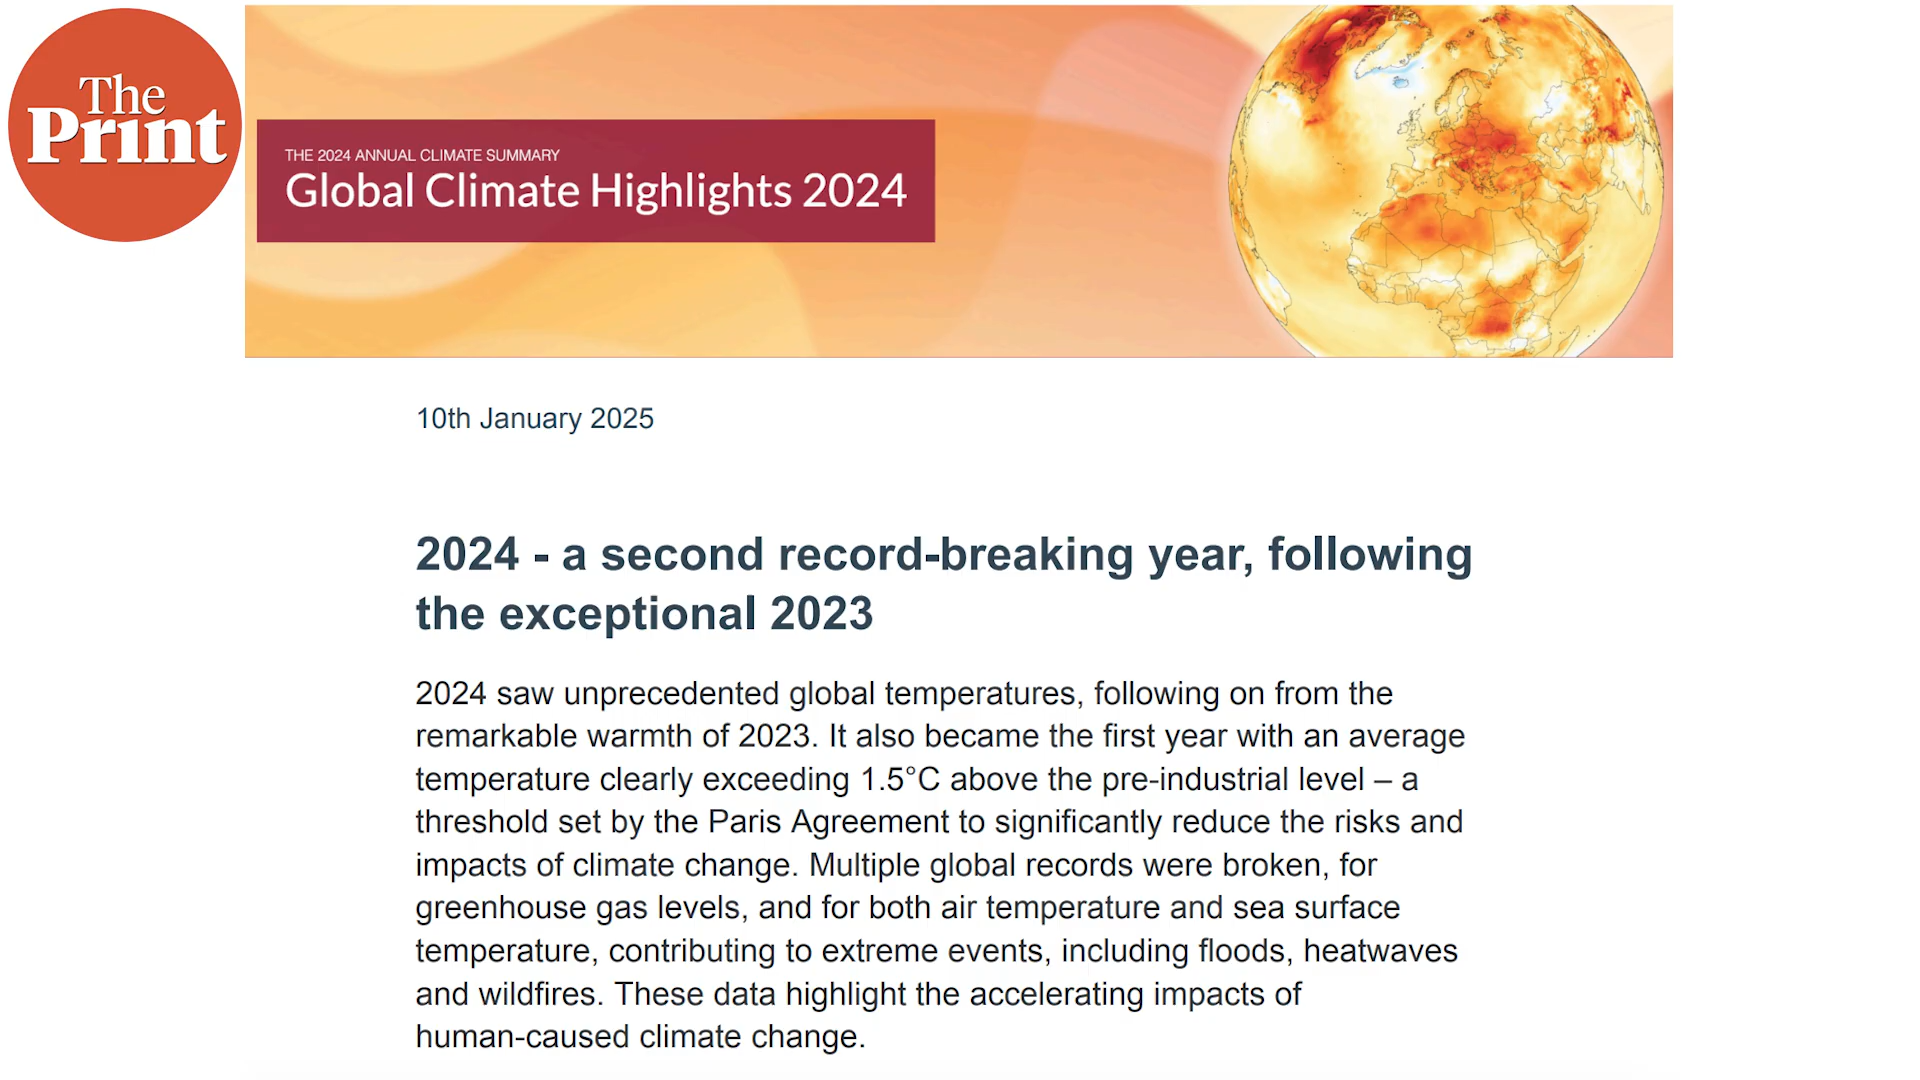 The
Print
THE 2024 ANNUAL CLIMATE SUMMARY
Global Climate Highlights 2024
10th January 2025
2024 - a second record-breaking year, following
the exceptional 2023
2024 saw unprecedented global temperatures, following on from the
remarkable warmth of 2023. It also became the first year with an average
temperature clearly exceeding 1.5°C above the pre-industrial level – a
threshold set by the Paris Agreement to significantly reduce the risks and
impacts of climate change. Multiple global records were broken, for
greenhouse gas levels, and for both air temperature and sea surface
temperature, contributing to extreme events, including floods, heatwaves
and wildfires. These data highlight the accelerating impacts of
human-caused climate change.